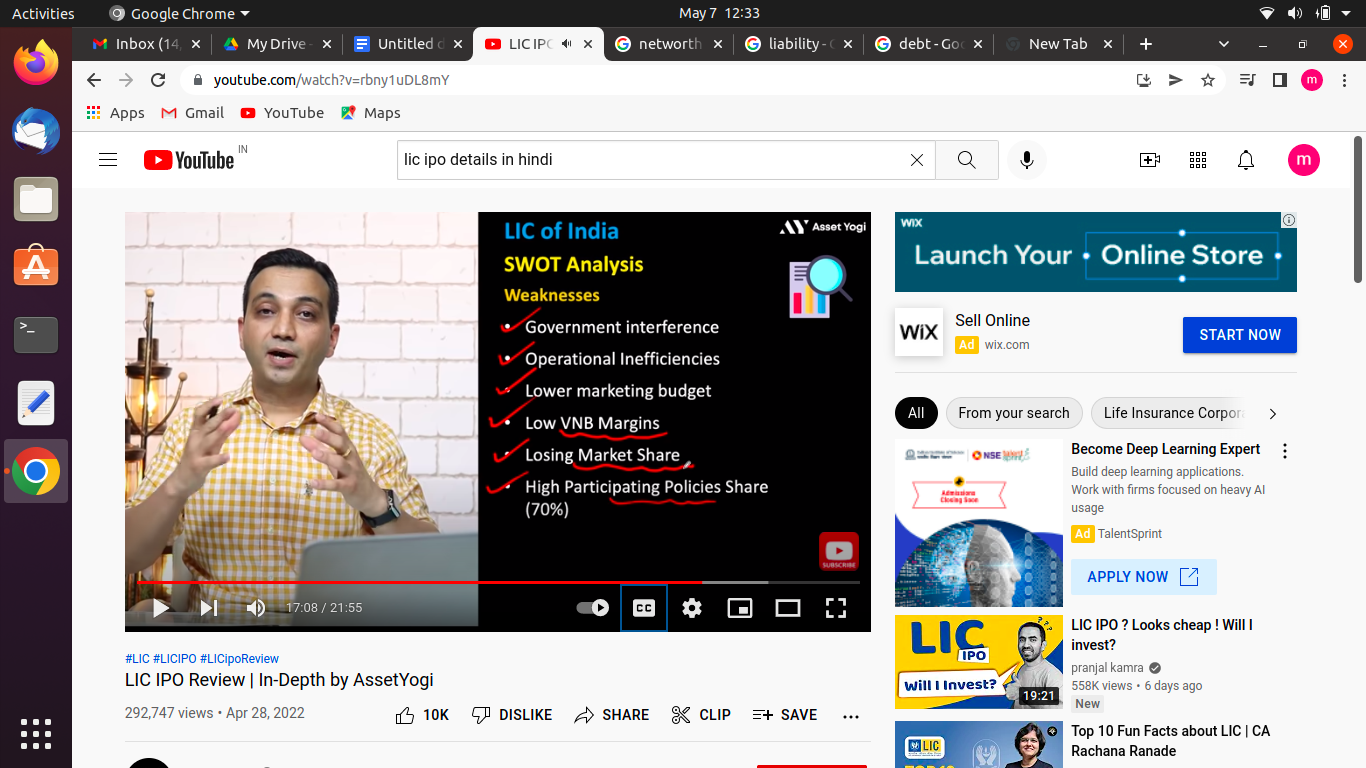 Activities
Google Chrome
May 7 12:33
Inbox (14,
My Drive -
Untitled d
LIC IPO
networth
liability - G
debt - Goo
New Tab
youtube.com/watch?v=rbny1uDL8mY
m
Apps
Gmail
YouTube
Maps
YouTube
IN
lic ipo details in hindi
m
LIC of India
Asset Yogi
SWOT Analysis
Weaknesses
• Government interference
• Operational Inefficiencies
• Lower marketing budget
• Low VNB Margins
• Losing Market Share
• High Participating Policies Share
(70%)
SUBSCRIBE
17:08 / 21:55
CC
#LIC #LICIPO #LICipoReview
LIC IPO Review | In-Depth by AssetYogi
292,747 views • Apr 28, 2022
10K
DISLIKE
SHARE
CLIP
SAVE
WiX
Launch Your Online Store
WiX
Sell Online
Ad wix.com
START NOW
All
From your search
Life Insurance Corpora
NSE TalentSprint
Admissions
Closing Soon
Become Deep Learning Expert
Build deep learning applications.
Work with firms focused on heavy AI
usage
Ad TalentSprint
APPLY NOW
LIC
IPO
Will I Invest?
???
19:21
LIC IPO ? Looks cheap ! Will I
invest?
pranjal kamra
558K views • 6 days ago
New
LIC
Top 10 Fun Facts about LIC | CA
Rachana Ranade